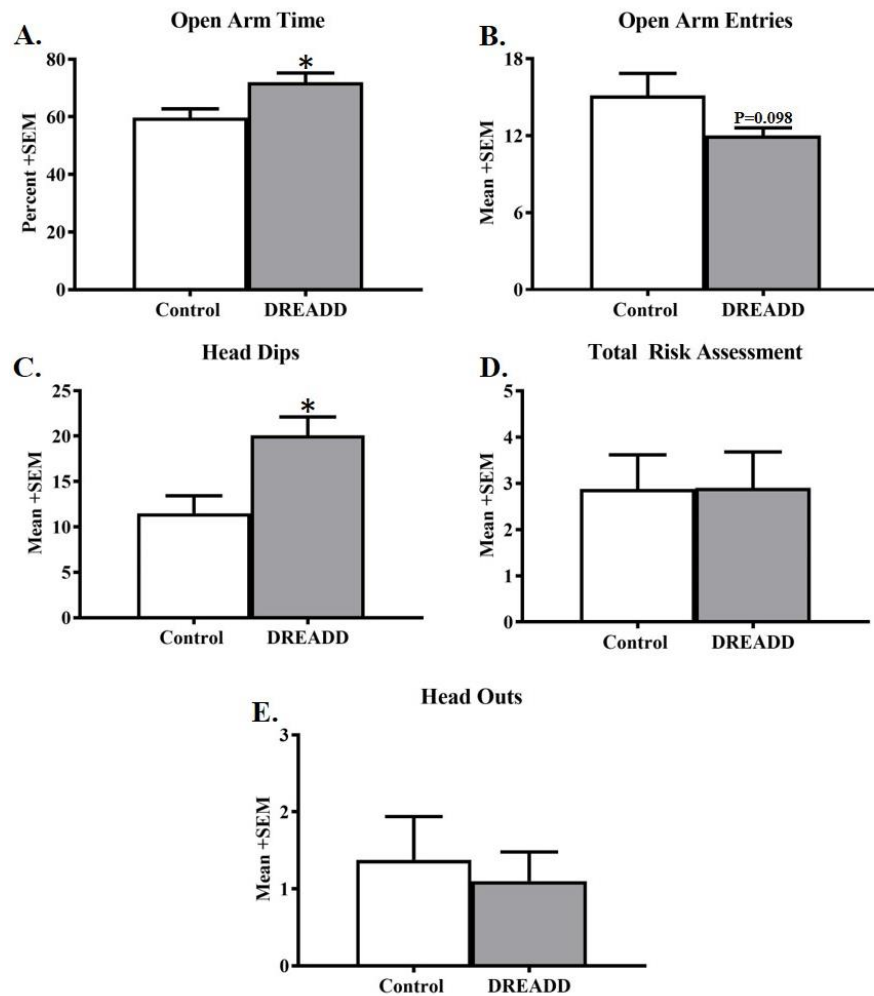 A.
Open Arm Time
Percent +SEM
80
60
40
20
0
*
Control
DREADD
B.
Open Arm Entries
Mean +SEM
18
12
6
0
P=0.098
Control
DREADD
C.
Head Dips
Mean +SEM
25
20
15
10
5
0
*
Control
DREADD
D.
Total Risk Assessment
Mean +SEM
5
4
3
2
1
0
Control
DREADD
E.
Head Outs
Mean +SEM
3
2
1
0
Control
DREADD